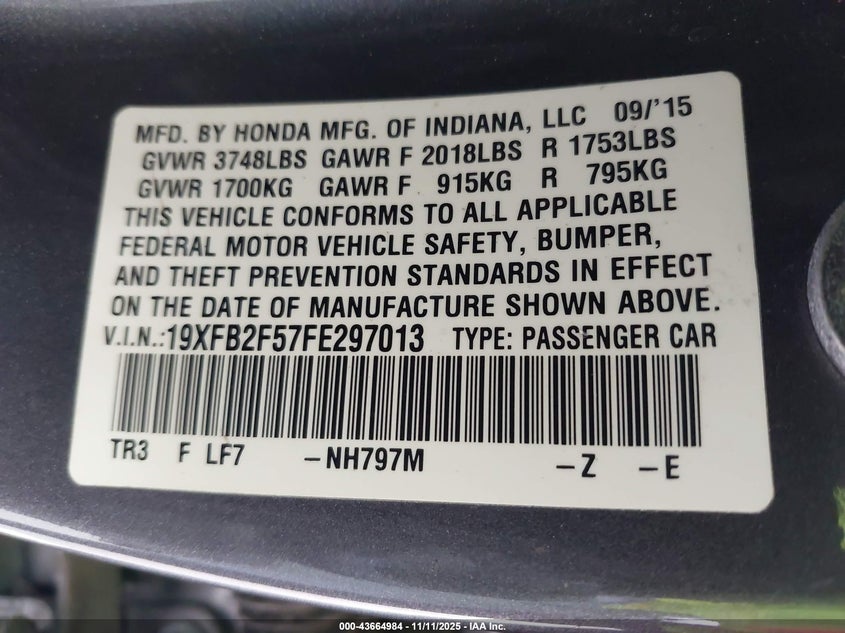 MFD. BY HONDA MFG. OF INDIANA, LLC 09/'15
GVWR 3748LBS GAWR F 2018LBS R 1753LBS
GVWR 1700KG GAWR F 915KG R 795KG
THIS VEHICLE CONFORMS TO ALL APPLICABLE
FEDERAL MOTOR VEHICLE SAFETY, BUMPER,
AND THEFT PREVENTION STANDARDS IN EFFECT
ON THE DATE OF MANUFACTURE SHOWN ABOVE.
V.I.N.:19XFB2F57FE297013 TYPE: PASSENGER CAR
TR3 F LF7 –NH797M –Z –E
000-43664984 - 11/11/2025 - IAA Inc.